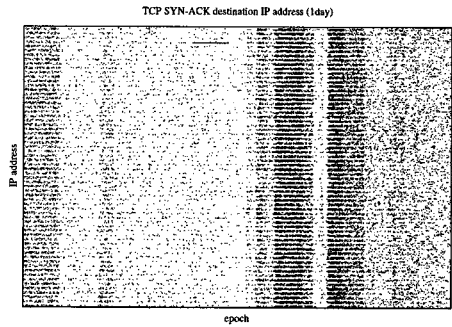 TCP SYN-ACK destination IP address (1day)
IP address
epoch